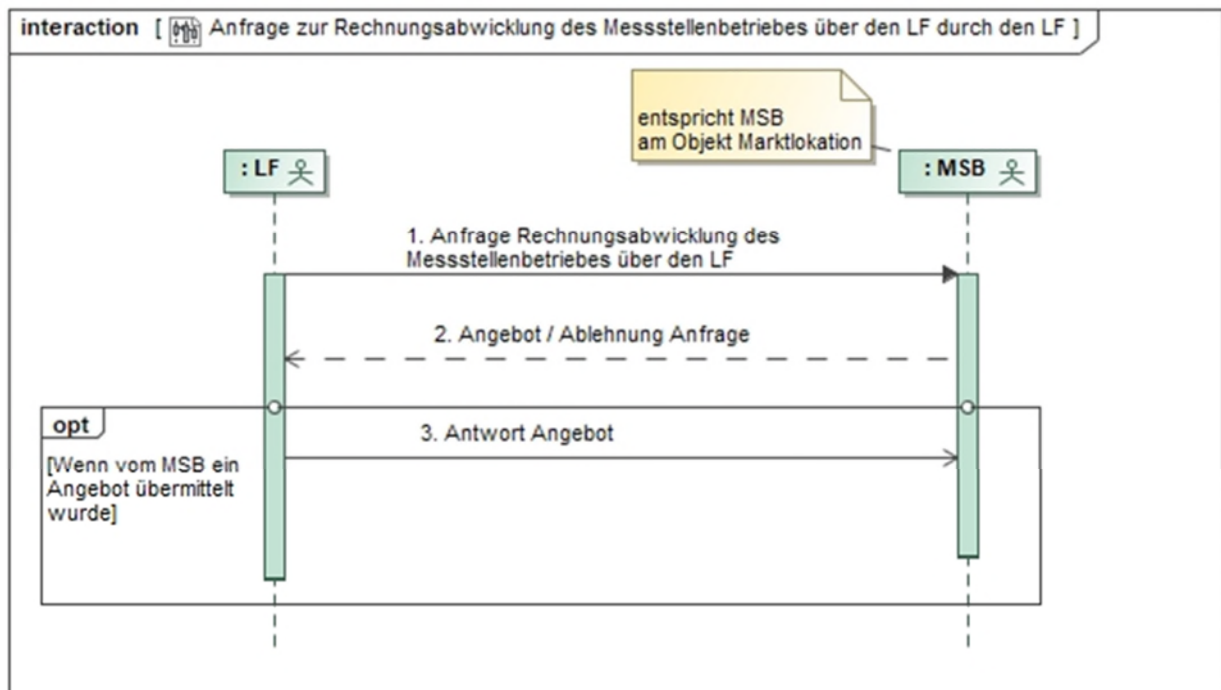 interaction [ Anfrage zur Rechnungsabwicklung des Messstellenbetriebes über den LF durch den LF ]
entspricht MSB
am Objekt Marktlokation
: LF
: MSB
1. Anfrage Rechnungsabwicklung des
Messstellenbetriebes über den LF
2. Angebot / Ablehnung Anfrage
opt
3. Antwort Angebot
[Wenn vom MSB ein
Angebot übermittelt
wurde]